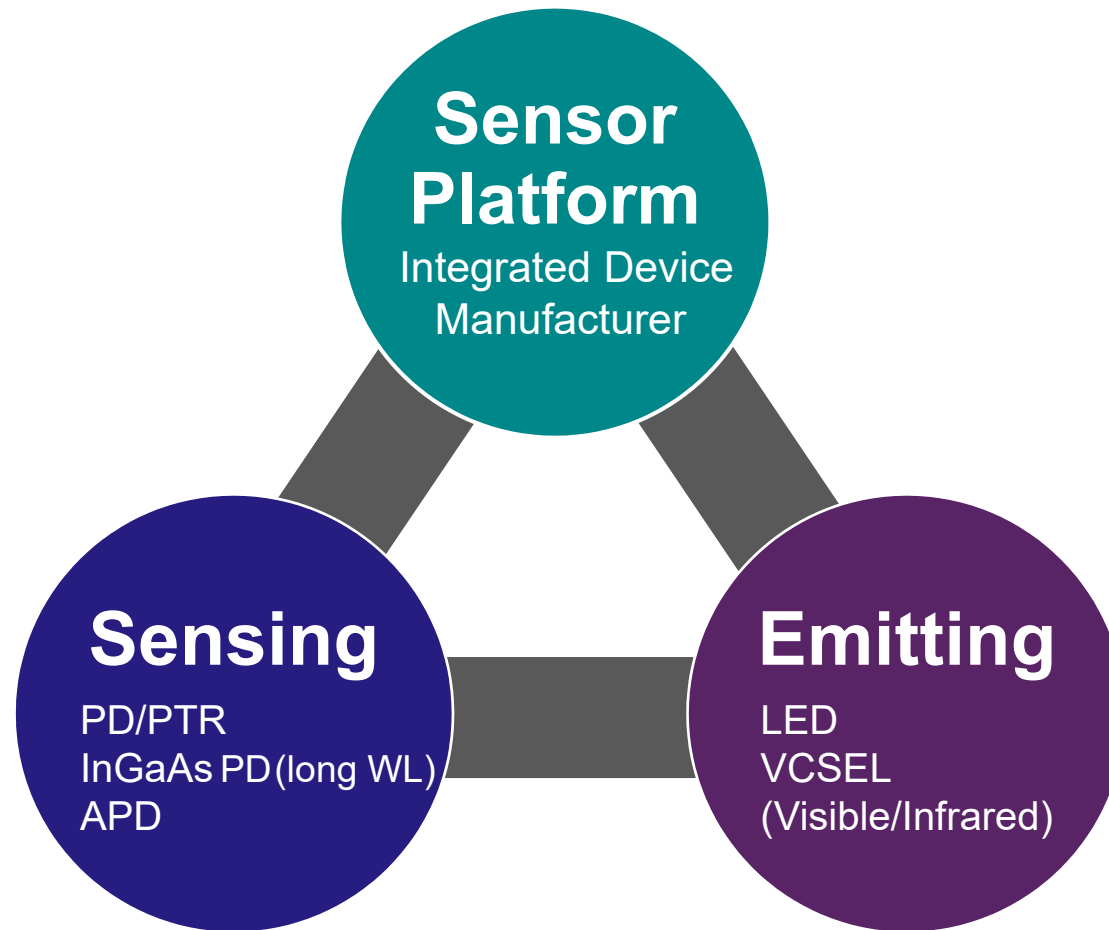 Sensor
Platform
Integrated Device
Manufacturer
Sensing
PD/PTR
InGaAs PD(long WL)
APD
Emitting
LED
VCSEL
(Visible/Infrared)